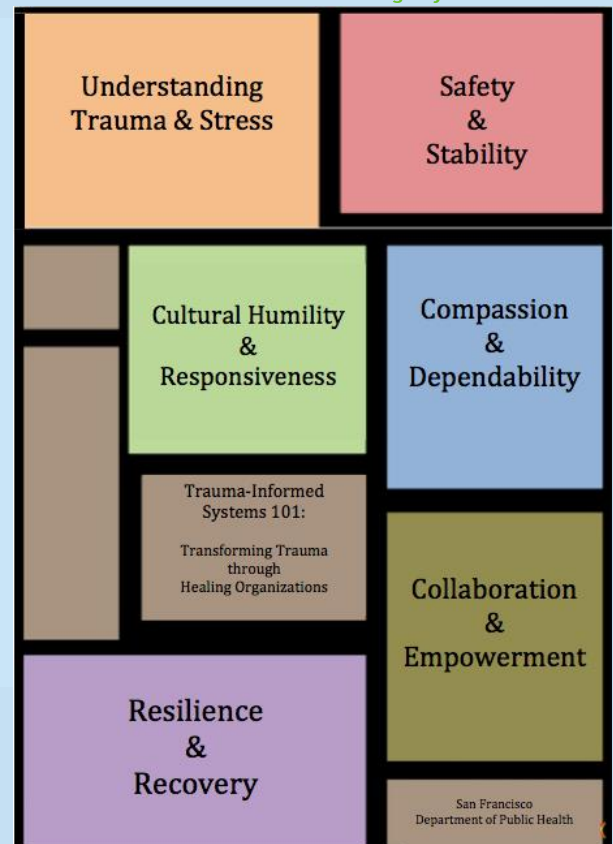 Understanding
Trauma & Stress
Safety
&
Stability
Cultural Humility
&
Responsiveness
Compassion
&
Dependability
Trauma-Informed
Systems 101:
Transforming Trauma
through
Healing Organizations
Collaboration
&
Empowerment
Resilience
&
Recovery
San Francisco
Department of Public Health